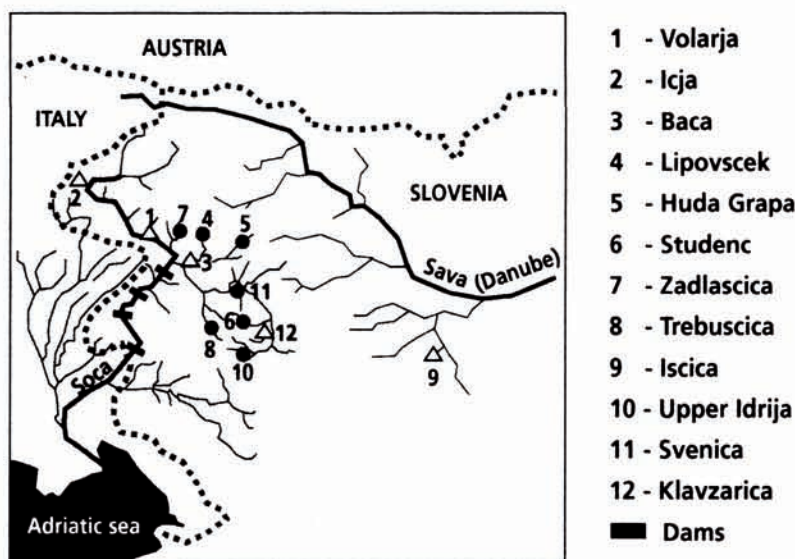 AUSTRIA
ITALY
SLOVENIA
Sava (Danube)
Soca
Adriatic sea
1
2
3
4
5
6
7
8
9
10
11
12
1 - Volarja
2 - Icja
3 - Baca
4 - Lipovscek
5 - Huda Grapa
6 - Studenc
7 - Zadlascica
8 - Trebuscica
9 - Iscica
10 - Upper Idrija
11 - Svenica
12 - Klavzarica
Dams